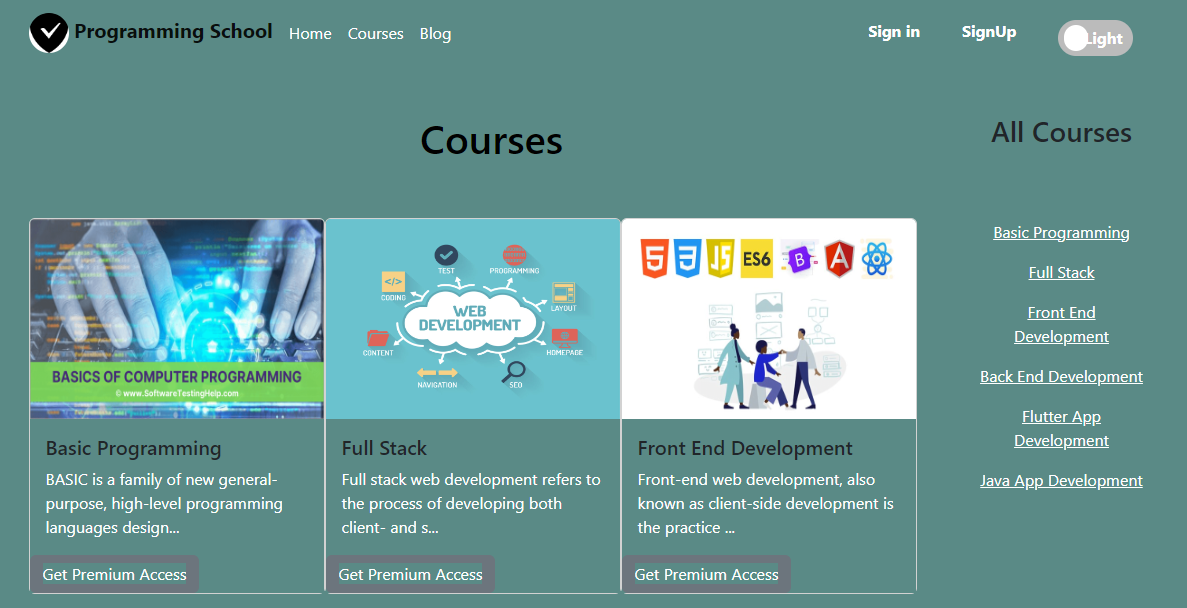 Programming School Home Courses Blog Sign in SignUp Light
Courses
All Courses
BASICS OF COMPUTER PROGRAMMING
© www.SoftwareTestingHelp.com
TEST
PROGRAMMING
</>
CODING
LAYOUT
WEB
DEVELOPMENT
CONTENT
HOMEPAGE
NAVIGATION
SEO
5 3 JS ES6 B A
Basic Programming
BASIC is a family of new general-
purpose, high-level programming
languages design...
Get Premium Access
Full Stack
Full stack web development refers to
the process of developing both
client- and s...
Get Premium Access
Front End Development
Front-end web development, also
known as client-side development is
the practice ...
Get Premium Access
Basic Programming
Full Stack
Front End
Development
Back End Development
Flutter App
Development
Java App Development